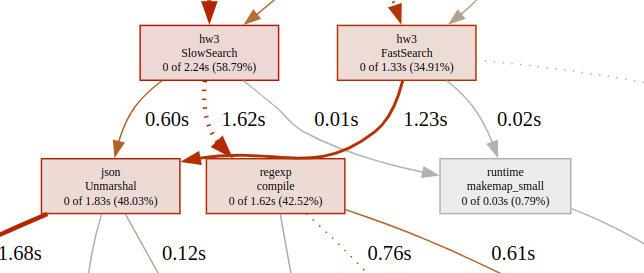 hw3
SlowSearch
0 of 2.24s (58.79%)
hw3
FastSearch
0 of 1.33s (34.91%)
0.60s
1.62s
0.01s
1.23s
0.02s
json
Unmarshal
0 of 1.83s (48.03%)
regexp
compile
0 of 1.62s (42.52%)
runtime
makemap_small
0 of 0.03s (0.79%)
1.68s
0.12s
0.76s
0.61s